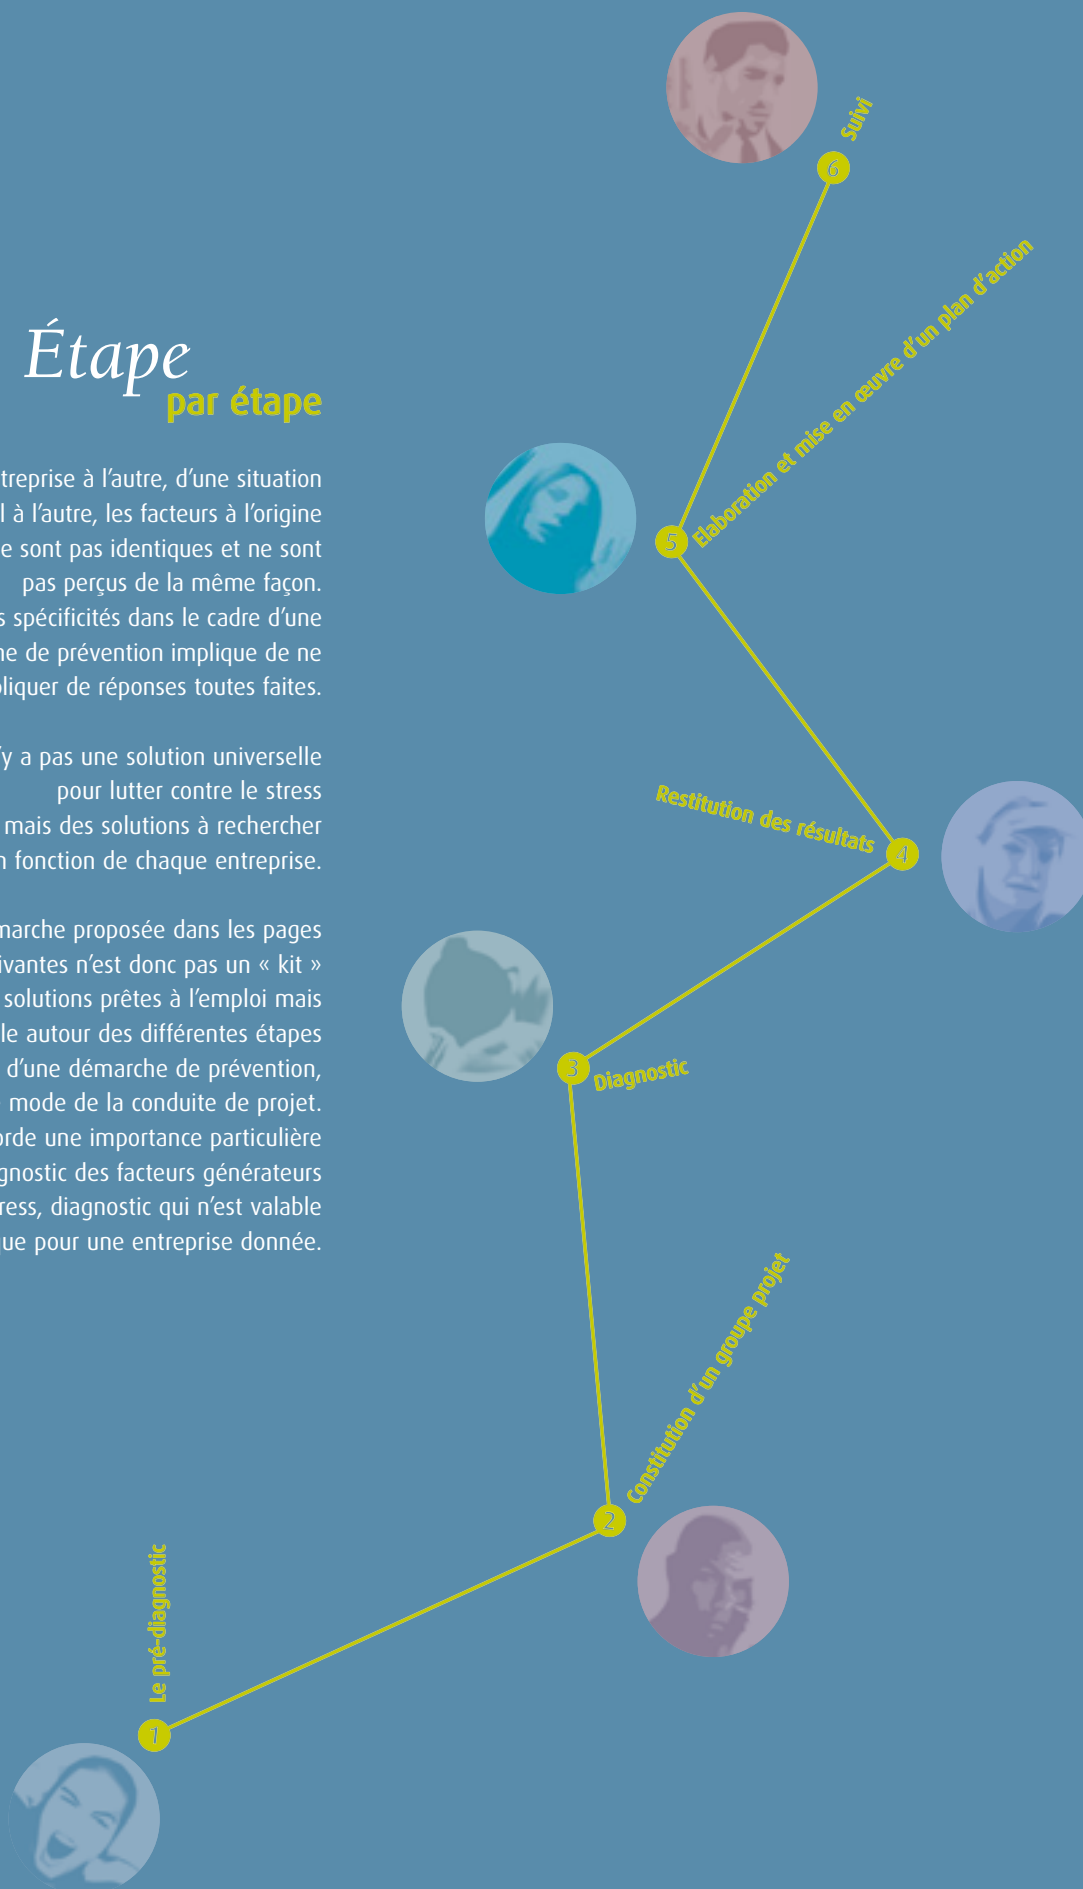 Étape
par étape
treprise à l’autre, d’une situation
l à l’autre, les facteurs à l’origine
e sont pas identiques et ne sont
pas perçus de la même façon.
s spécificités dans le cadre d’une
he de prévention implique de ne
pliquer de réponses toutes faites.
’y a pas une solution universelle
pour lutter contre le stress
mais des solutions à rechercher
n fonction de chaque entreprise.
marche proposée dans les pages
ivantes n’est donc pas un « kit »
solutions prêtes à l’emploi mais
le autour des différentes étapes
d’une démarche de prévention,
mode de la conduite de projet.
orde une importance particulière
gnostic des facteurs générateurs
ress, diagnostic qui n’est valable
que pour une entreprise donnée.
6 Suivi
5 Elaboration et mise en œuvre d’un plan d’action
4 Restitution des résultats
3 Diagnostic
2 Constitution d’un groupe projet
1 Le pré-diagnostic